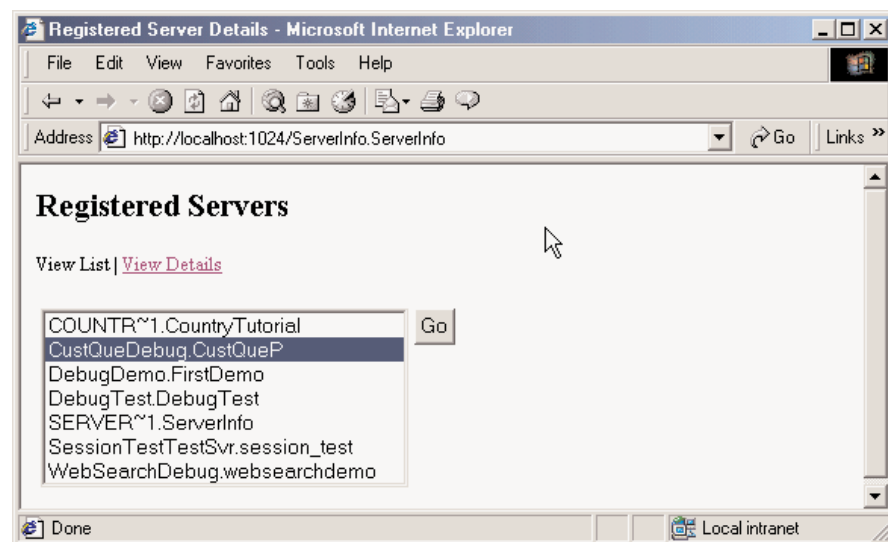 Registered Server Details - Microsoft Internet Explorer
File Edit View Favorites Tools Help
Address http://localhost:1024/ServerInfo.ServerInfo Go Links »
Registered Servers
View List | View Details
COUNTR~1.CountryTutorial Go
CustQueDebug.CustQueP
DebugDemo.FirstDemo
DebugTest.DebugTest
SERVER~1.ServerInfo
SessionTestTestSvr.session_test
WebSearchDebug.websearchdemo
Done Local intranet